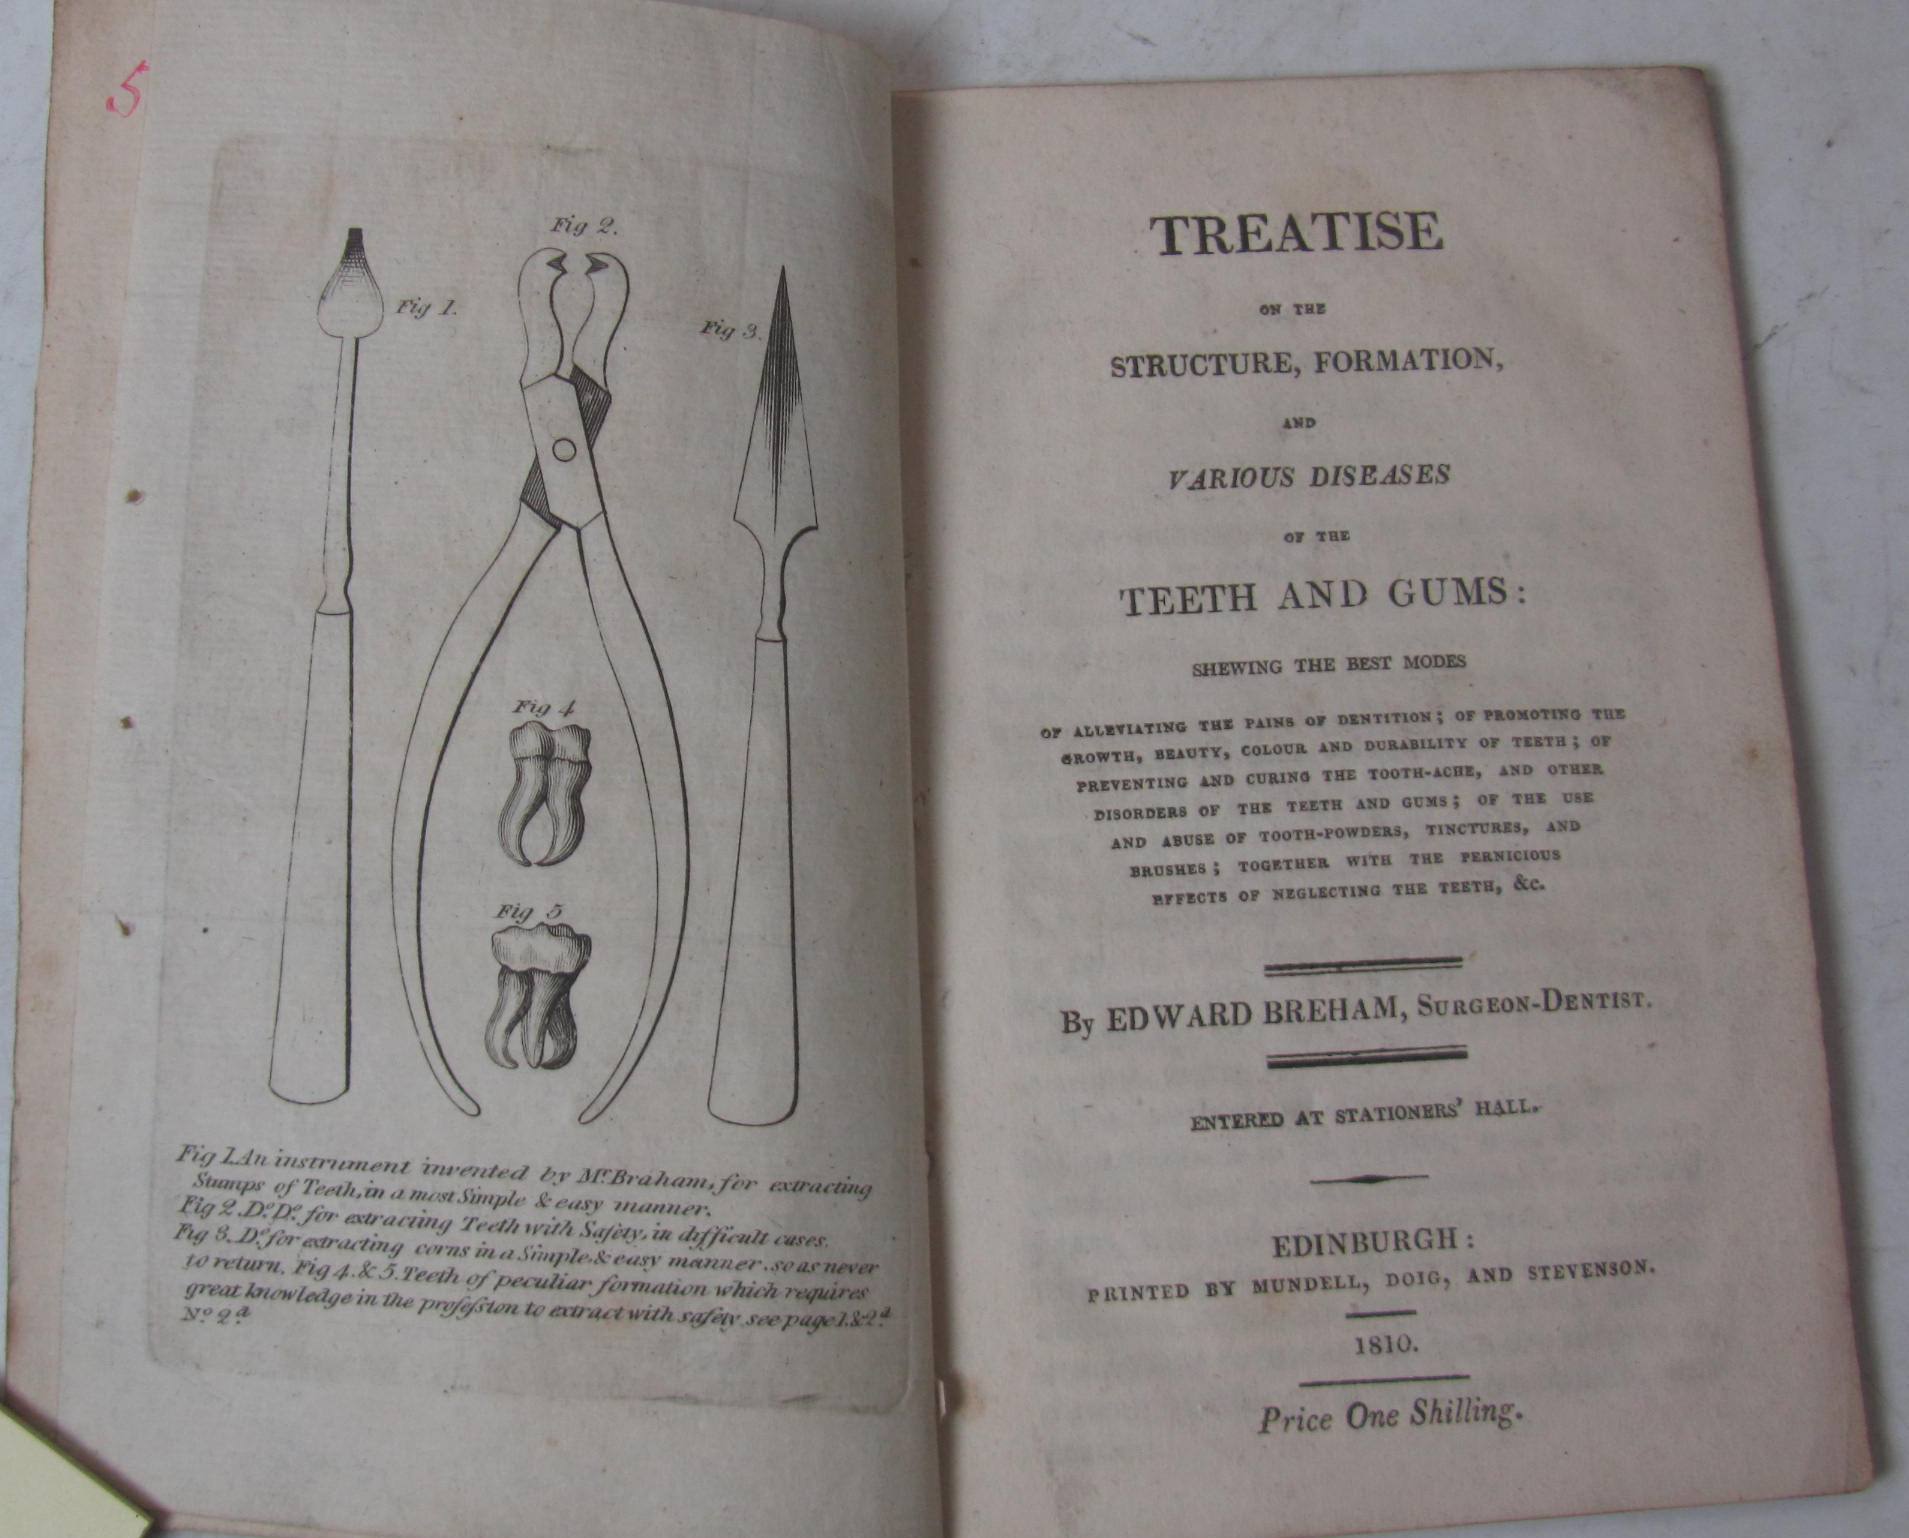 5
Fig 1.
Fig 2.
Fig 3.
Fig 4
Fig 5
Fig 1. An instrument invented by Mr. Braham, for extracting
Stumps of Teeth, in a most Simple & easy manner.
Fig 2. Do. Do. for extracting Teeth with Safety, in difficult cases.
Fig 3. Do. for extracting corns in a Simple & easy manner, so as never
to return. Fig 4. & 5. Teeth of peculiar formation which requires
great knowledge in the profeſsion to extract with safety see page 1. & 2d.
No. 2d.
TREATISE
ON THE
STRUCTURE, FORMATION,
AND
VARIOUS DISEASES
OF THE
TEETH AND GUMS:
SHEWING THE BEST MODES
OF ALLEVIATING THE PAINS OF DENTITION; OF PROMOTING THE
GROWTH, BEAUTY, COLOUR AND DURABILITY OF TEETH; OF
PREVENTING AND CURING THE TOOTH-ACHE, AND OTHER
DISORDERS OF THE TEETH AND GUMS; OF THE USE
AND ABUSE OF TOOTH-POWDERS, TINCTURES, AND
BRUSHES; TOGETHER WITH THE PERNICIOUS
EFFECTS OF NEGLECTING THE TEETH, &c.
By EDWARD BREHAM, SURGEON-DENTIST.
ENTERED AT STATIONERS' HALL.
EDINBURGH:
PRINTED BY MUNDELL, DOIG, AND STEVENSON.
1810.
Price One Shilling.